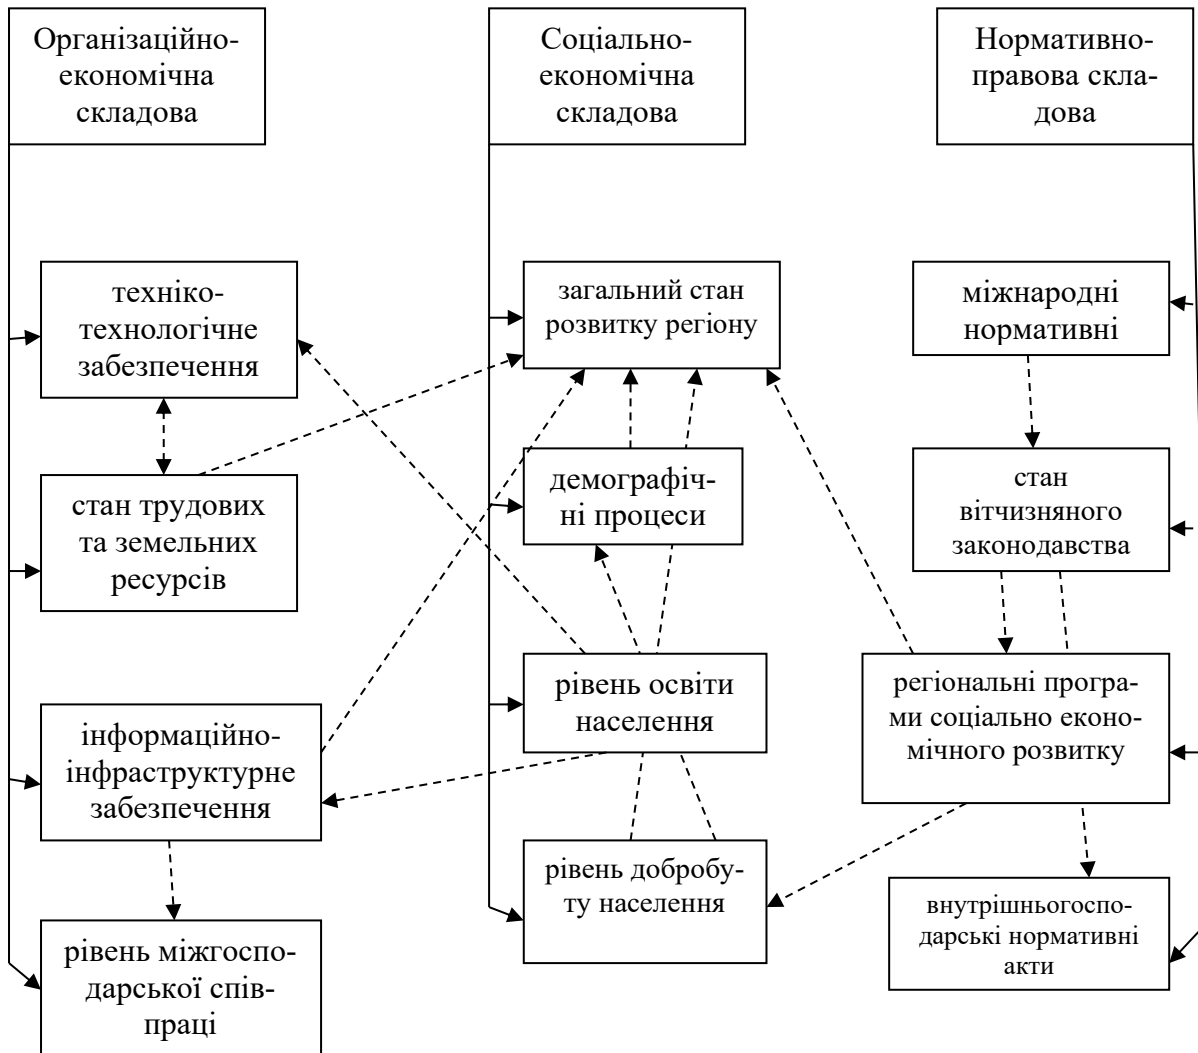 Організаційно-
економічна
складова
Соціально-
економічна
складова
Нормативно-
правова скла-
дова
техніко-
технологічне
забезпечення
загальний стан
розвитку регіону
міжнародні
нормативні
стан трудових
та земельних
ресурсів
демографіч-
ні процеси
стан
вітчизняного
законодавства
інформаційно-
інфраструктурне
забезпечення
рівень освіти
населення
регіональні програ-
ми соціально еконо-
мічного розвитку
рівень міжгоспо-
дарської спів-
праці
рівень добробу-
ту населення
внутрішньогоспо-
дарські нормативні
акти